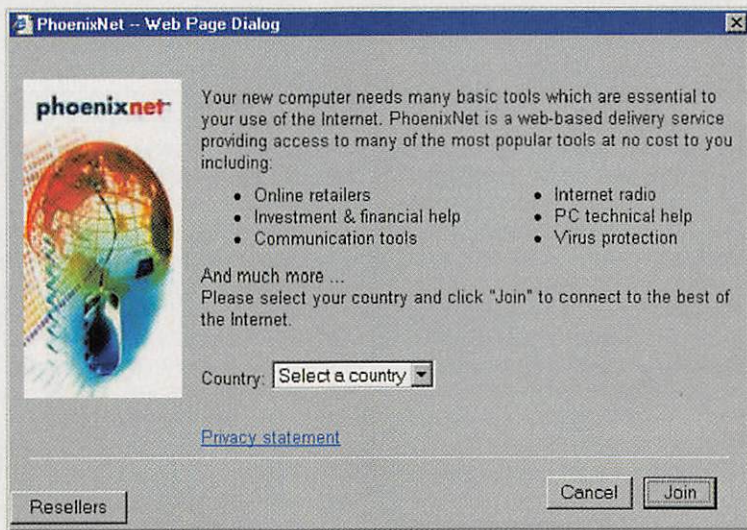 PhoenixNet -- Web Page Dialog
phoenixnet
Your new computer needs many basic tools which are essential to
your use of the Internet. PhoenixNet is a web-based delivery service
providing access to many of the most popular tools at no cost to you
including:
• Online retailers
• Investment & financial help
• Communication tools
• Internet radio
• PC technical help
• Virus protection
And much more ...
Please select your country and click "Join" to connect to the best of
the Internet.
Country: Select a country
Privacy statement
Resellers
Cancel
Join